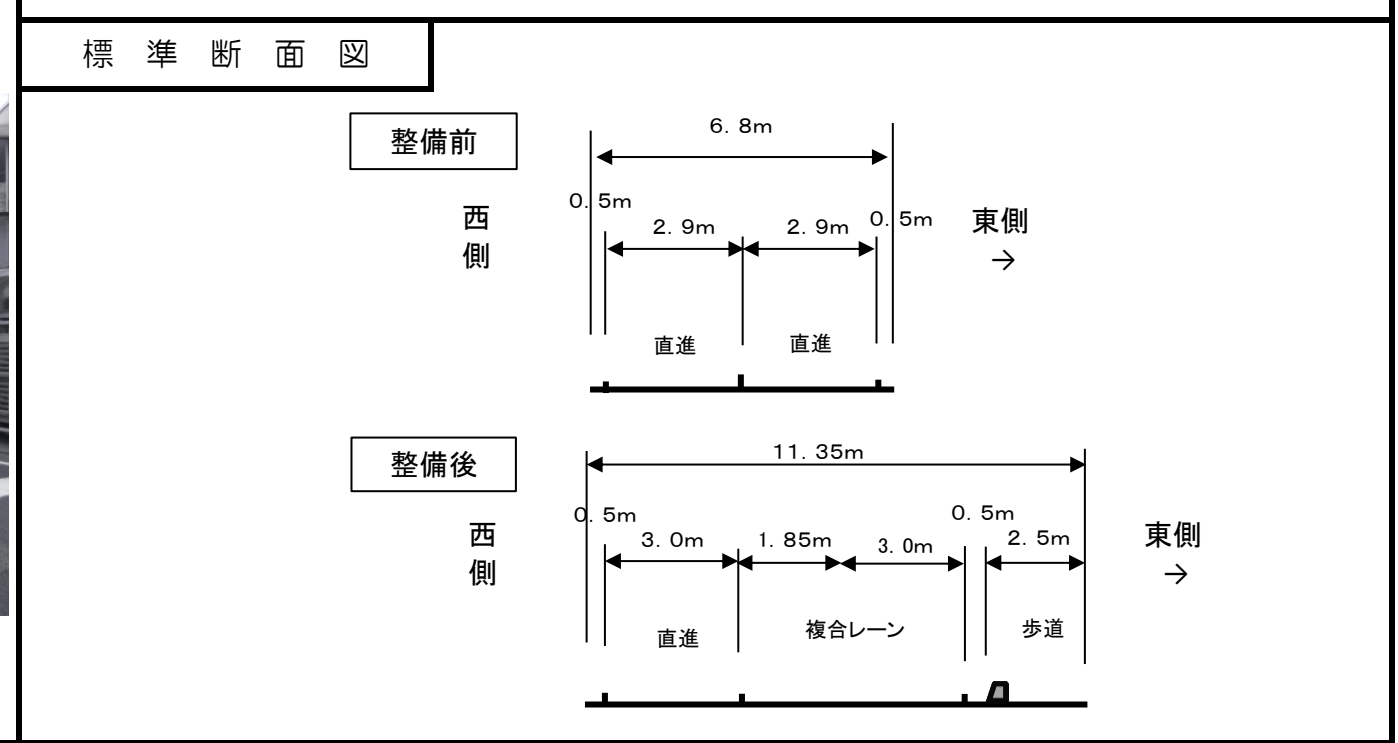 標準断面図
整備前
6.8m
0.5m
2.9m
2.9m
0.5m
西側
東側
→
直進
直進
整備後
11.35m
0.5m
3.0m
1.85m
3.0m
0.5m
2.5m
西側
東側
→
直進
複合レーン
歩道